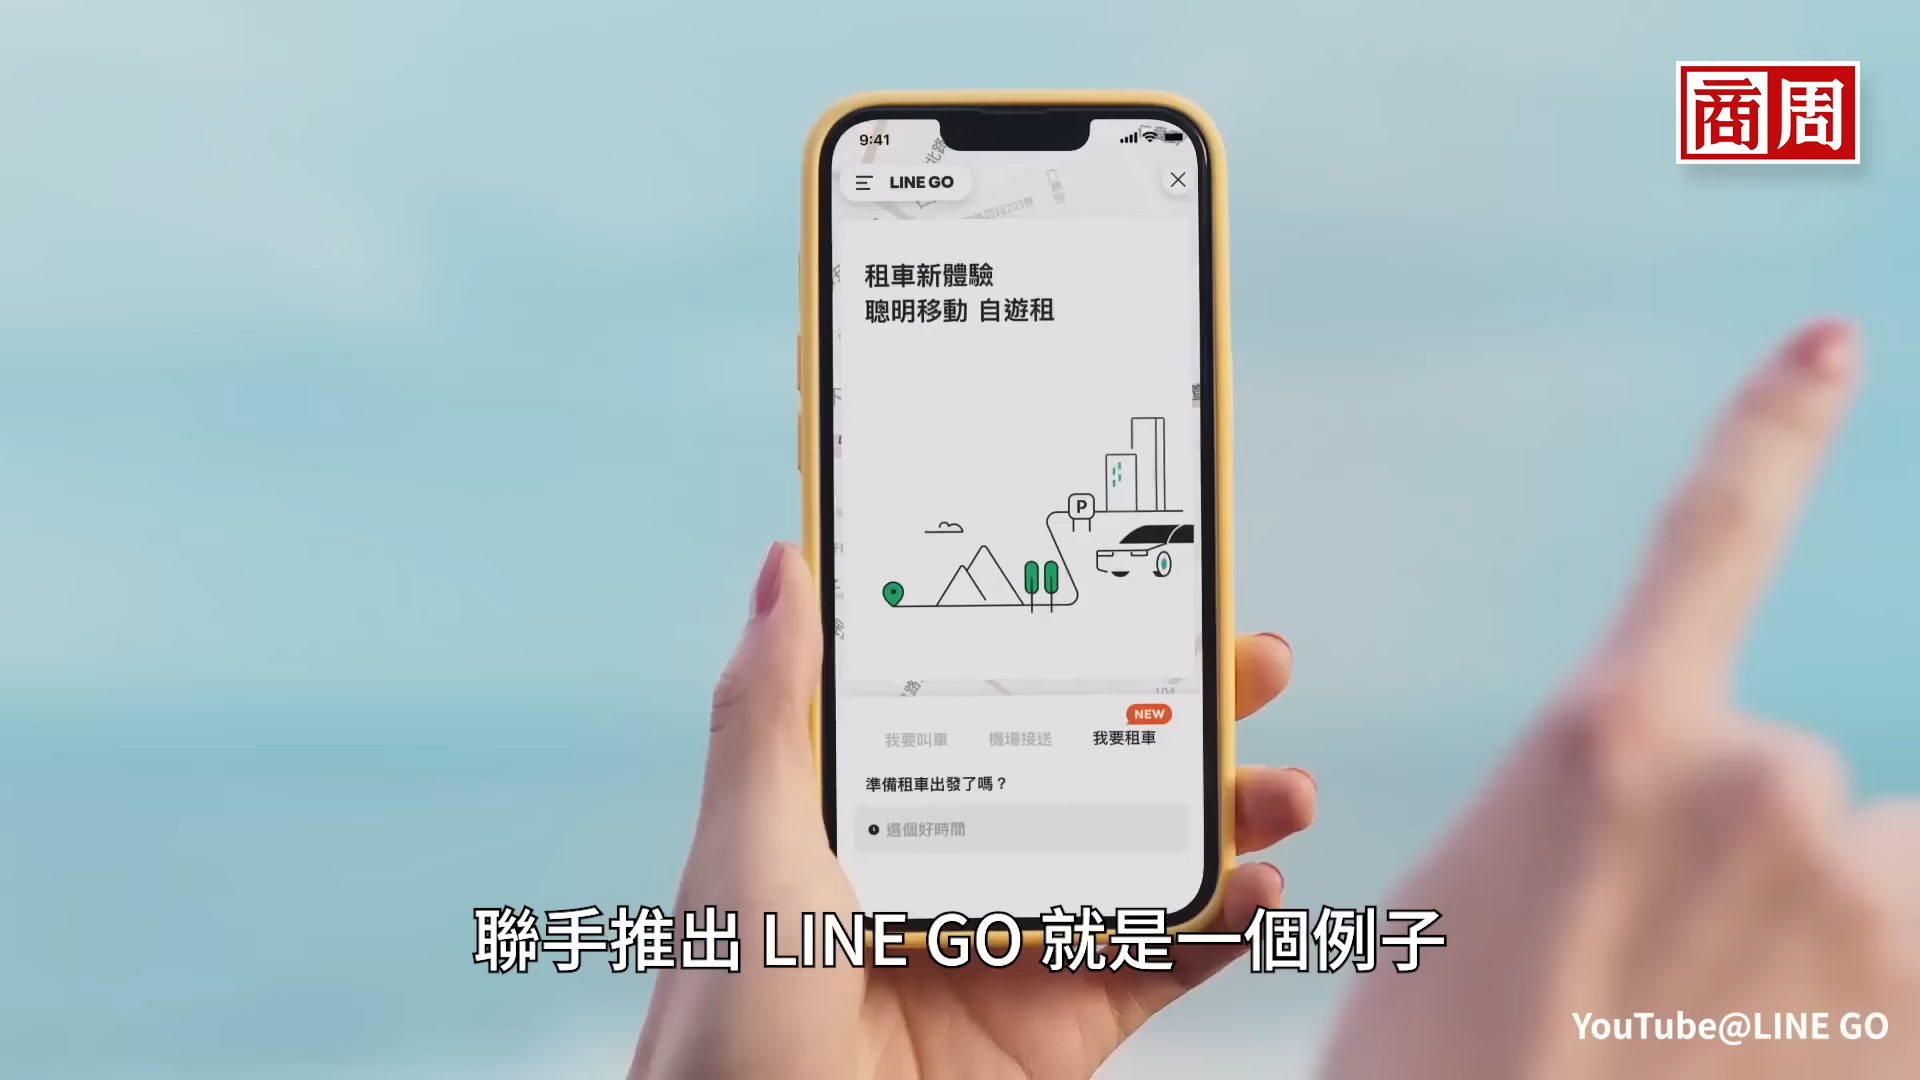 商周
9:41
LINE GO
租車新體驗
聰明移動 自遊租
P
NEW
我要叫車 機場接送 我要租車
準備租車出發了嗎？
選個好時間
聯手推出 LINE GO 就是一個例子
YouTube@LINE GO